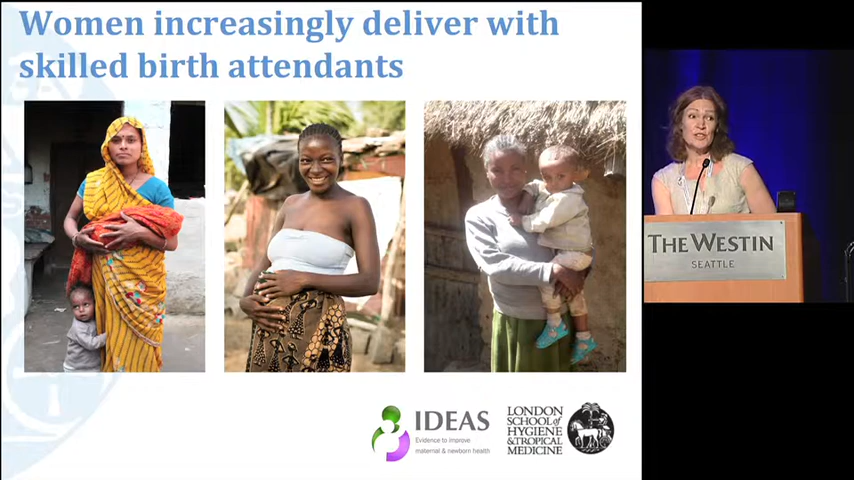 Women increasingly deliver with
skilled birth attendants
IDEAS
Evidence to improve
maternal & newborn health
LONDON
SCHOOL of
HYGIENE
& TROPICAL
MEDICINE
THE WESTIN
SEATTLE